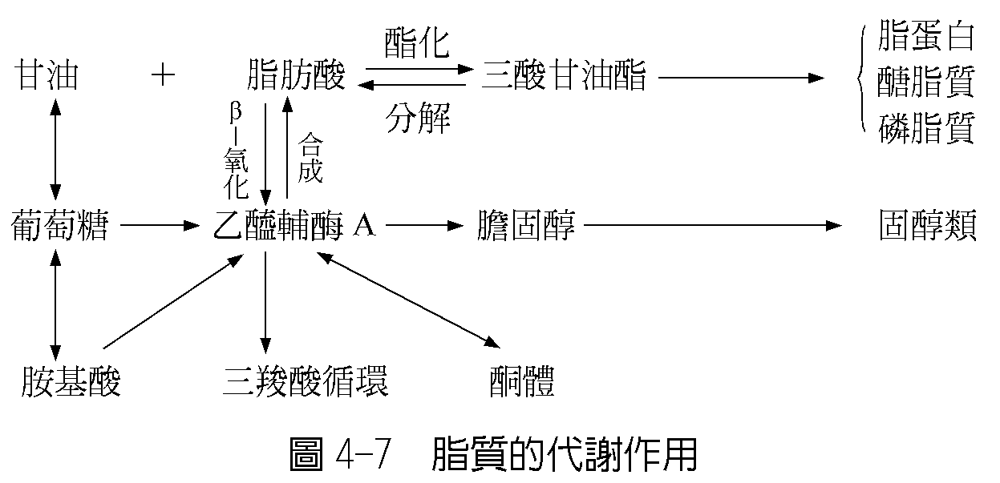 酯化
甘油 + 脂肪酸 三酸甘油酯
分解
脂蛋白
醣脂質
磷脂質
β-氧化
合成
葡萄糖 乙醯輔酶 A 膽固醇 固醇類
胺基酸 三羧酸循環 酮體
圖 4-7 脂質的代謝作用